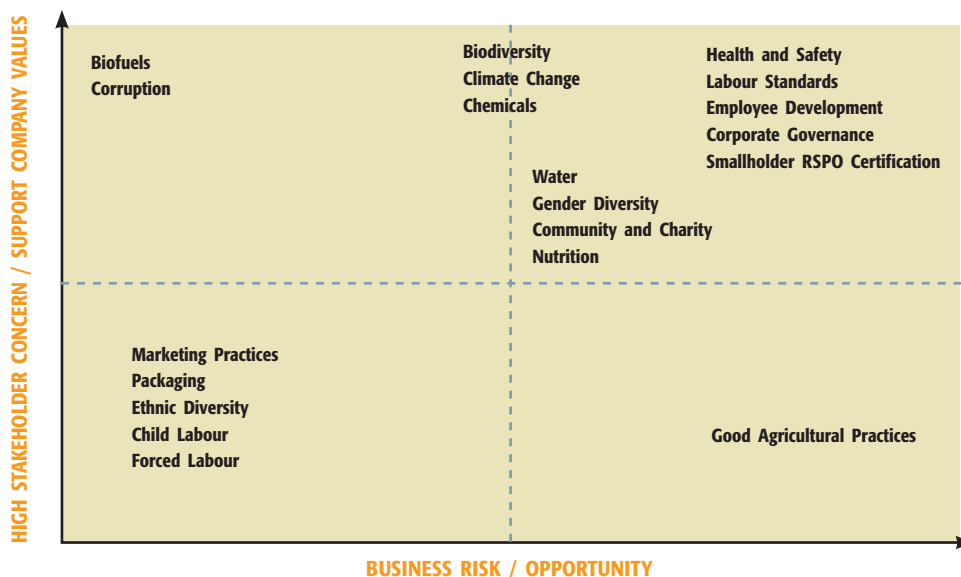 HIGH STAKEHOLDER CONCERN / SUPPORT COMPANY VALUES
Biofuels
Corruption
Biodiversity
Climate Change
Chemicals
Health and Safety
Labour Standards
Employee Development
Corporate Governance
Smallholder RSPO Certification
Water
Gender Diversity
Community and Charity
Nutrition
Marketing Practices
Packaging
Ethnic Diversity
Child Labour
Forced Labour
Good Agricultural Practices
BUSINESS RISK / OPPORTUNITY